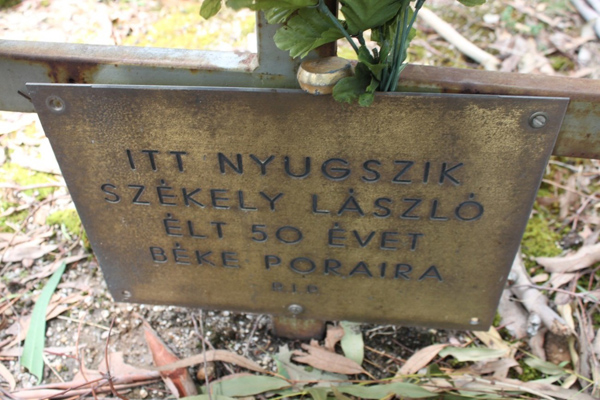 ITT NYUGSZIK
SZÉKELY LÁSZLÓ
ÉLT 50 ÉVET
BÉKE PORAIRA
R.I.P.